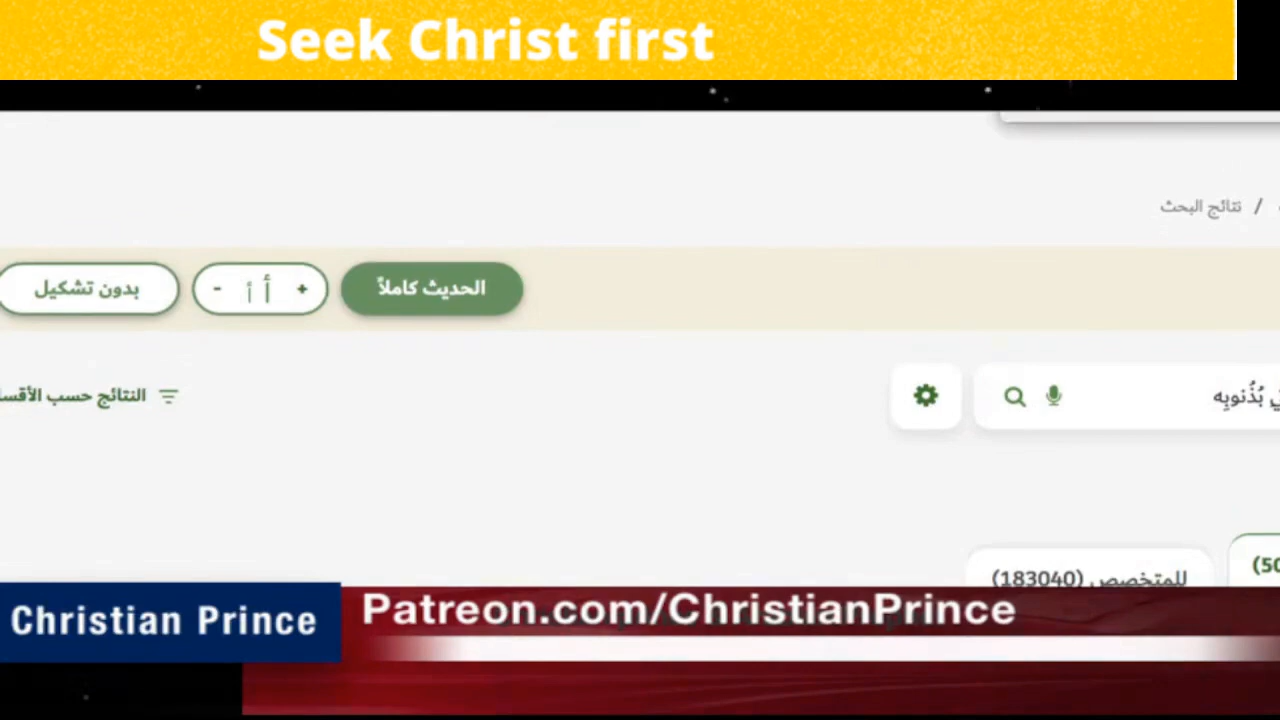 Seek Christ first
/ نتائج البحث
الحديث كاملاً
+ أ أ -
بدون تشكيل
بُذُنوبِه
النتائج حسب
للمتخصص (183040)
Christian Prince
Patreon.com/ChristianPrince